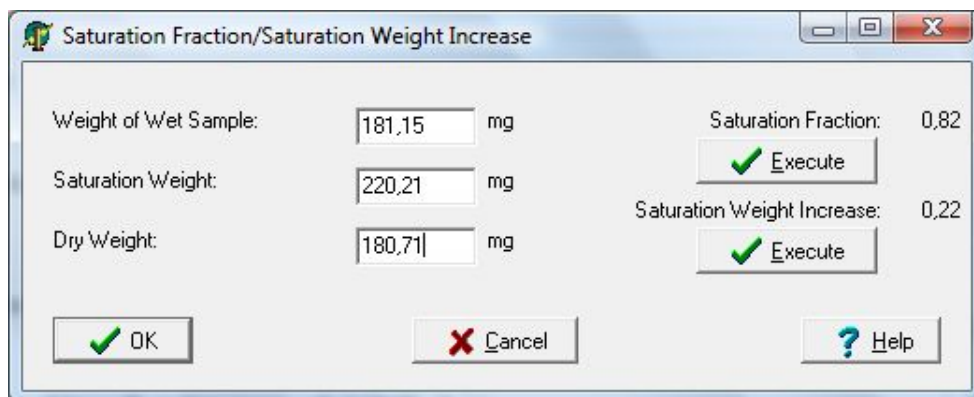 Saturation Fraction/Saturation Weight Increase
Weight of Wet Sample: 181,15 mg
Saturation Fraction: 0,82
Execute
Saturation Weight: 220,21 mg
Saturation Weight Increase: 0,22
Dry Weight: 180,71 mg
Execute
OK
Cancel
Help